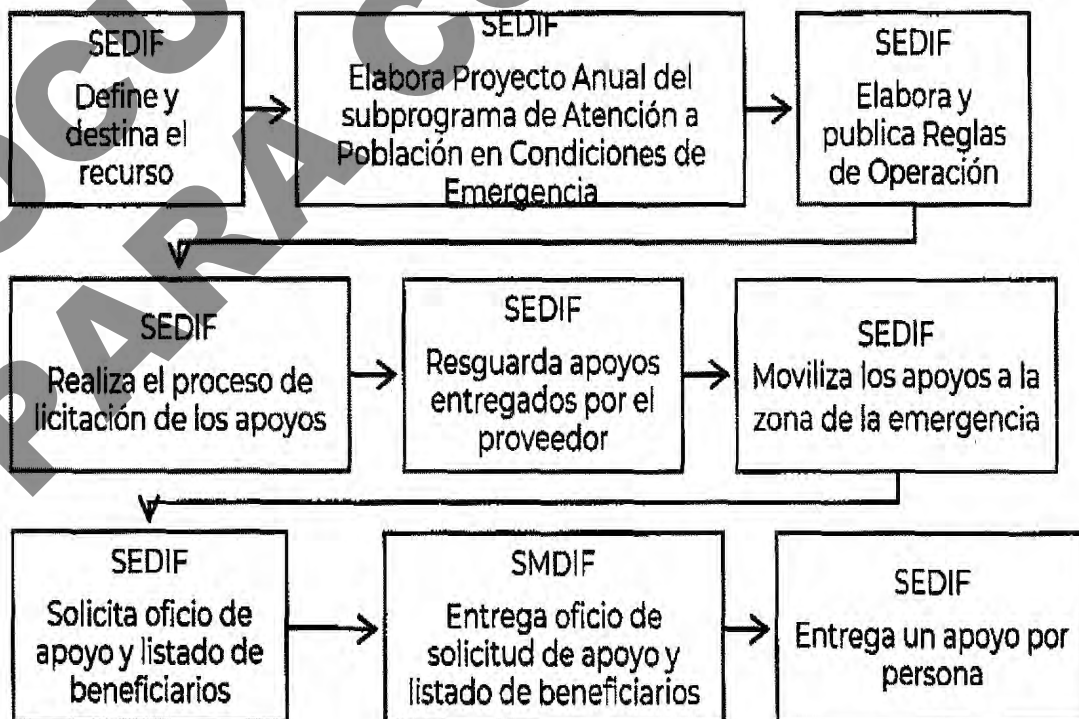 SEDIF
Define y
destina el
recurso
SEDIF
Elabora Proyecto Anual del
subprograma de Atención a
Población en Condiciones de
Emergencia
SEDIF
Elabora y
publica Reglas
de Operación
SEDIF
Realiza el proceso de
licitación de los apoyos
SEDIF
Resguarda apoyos
entregados por el
proveedor
SEDIF
Moviliza los apoyos a la
zona de la emergencia
SEDIF
Solicita oficio de
apoyo y listado de
beneficiarios
SMDIF
Entrega oficio de
solicitud de apoyo y
listado de beneficiarios
SEDIF
Entrega un apoyo por
persona
PARA